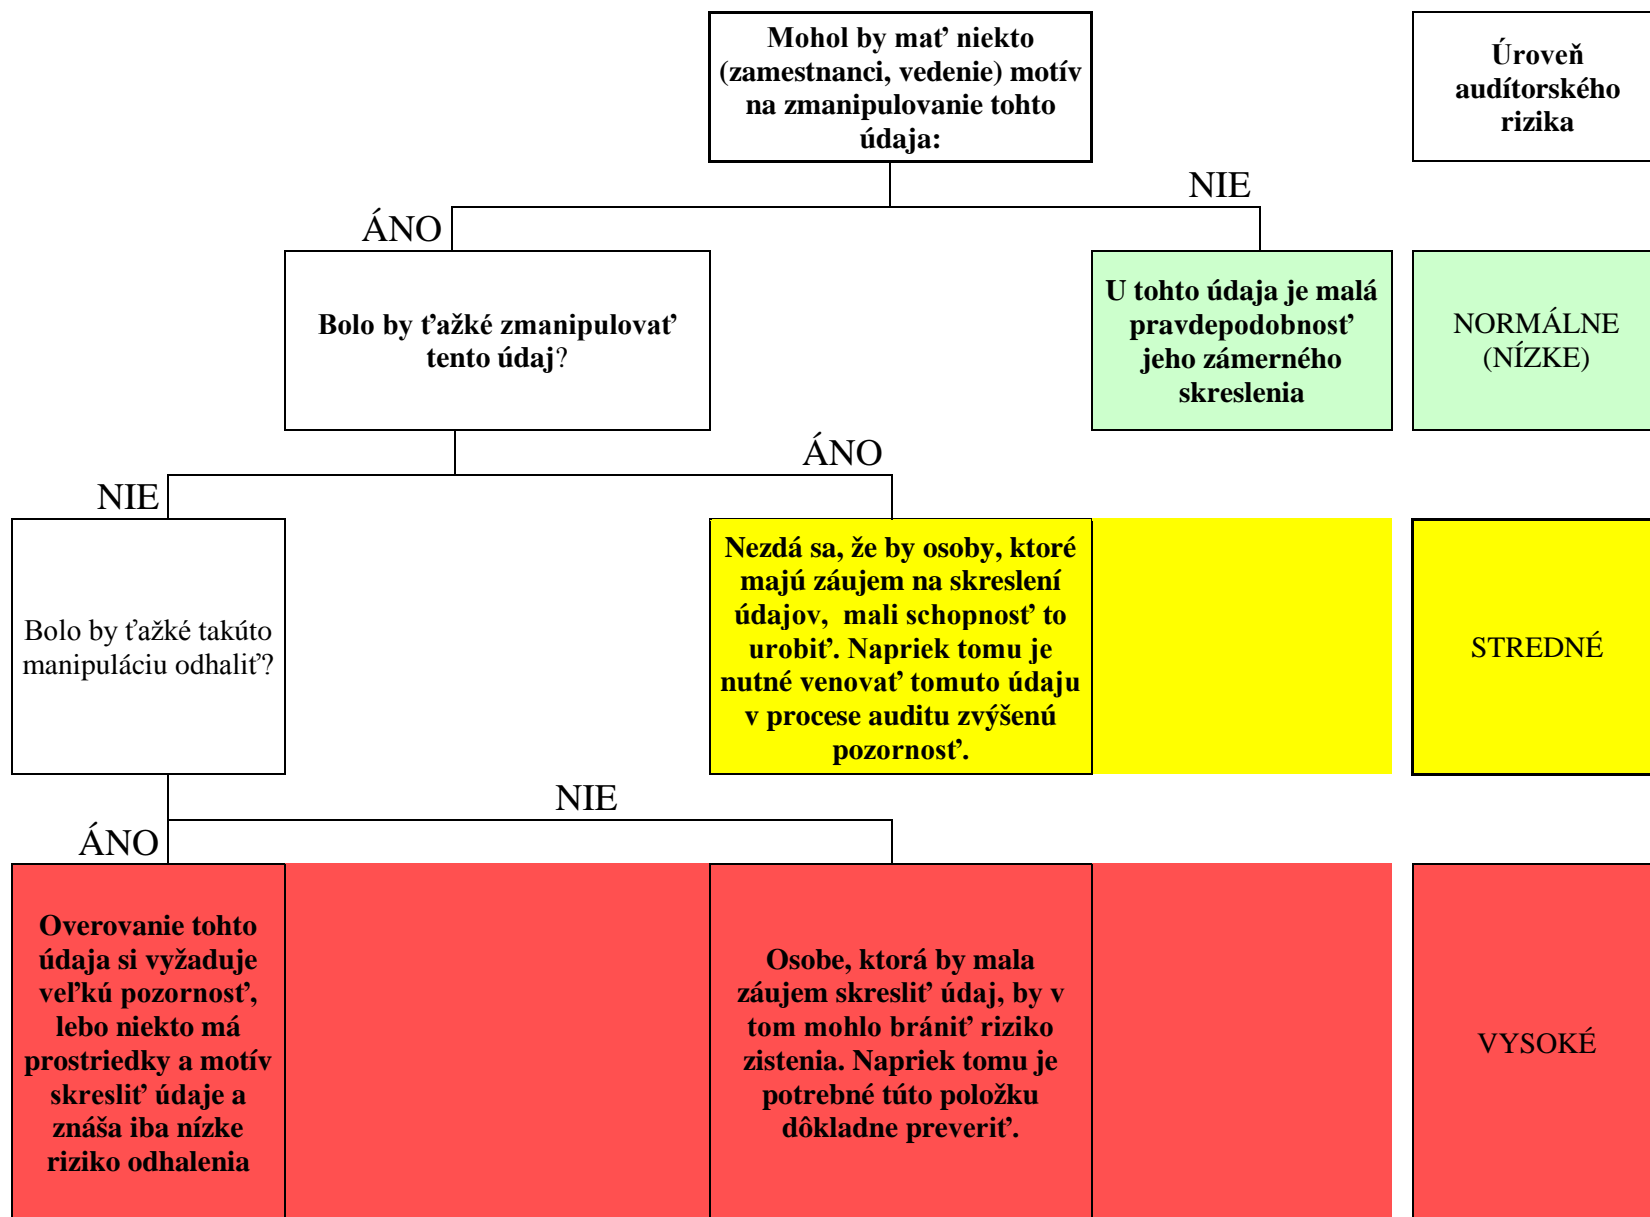 Mohol by mať niekto
(zamestnanci, vedenie) motív
na zmanipulovanie tohto
údaja:
Úroveň
audítorského
rizika
NIE
ÁNO
Bolo by ťažké zmanipulovať
tento údaj?
U tohto údaja je malá
pravdepodobnosť
jeho zámerného
skreslenia
NORMÁLNE
(NÍZKE)
ÁNO
NIE
Bolo by ťažké takúto
manipuláciu odhaliť?
Nezdá sa, že by osoby, ktoré
majú záujem na skreslení
údajov,  mali schopnosť to
urobiť. Napriek tomu je
nutné venovať tomuto údaju
v procese auditu zvýšenú
pozornosť.
STREDNÉ
NIE
ÁNO
Overovanie tohto
údaja si vyžaduje
veľkú pozornosť,
lebo niekto má
prostriedky a motív
skresliť údaje a
znáša iba nízke
riziko odhalenia
Osobe, ktorá by mala
záujem skresliť údaj, by v
tom mohlo brániť riziko
zistenia. Napriek tomu je
potrebné túto položku
dôkladne preveriť.
VYSOKÉ